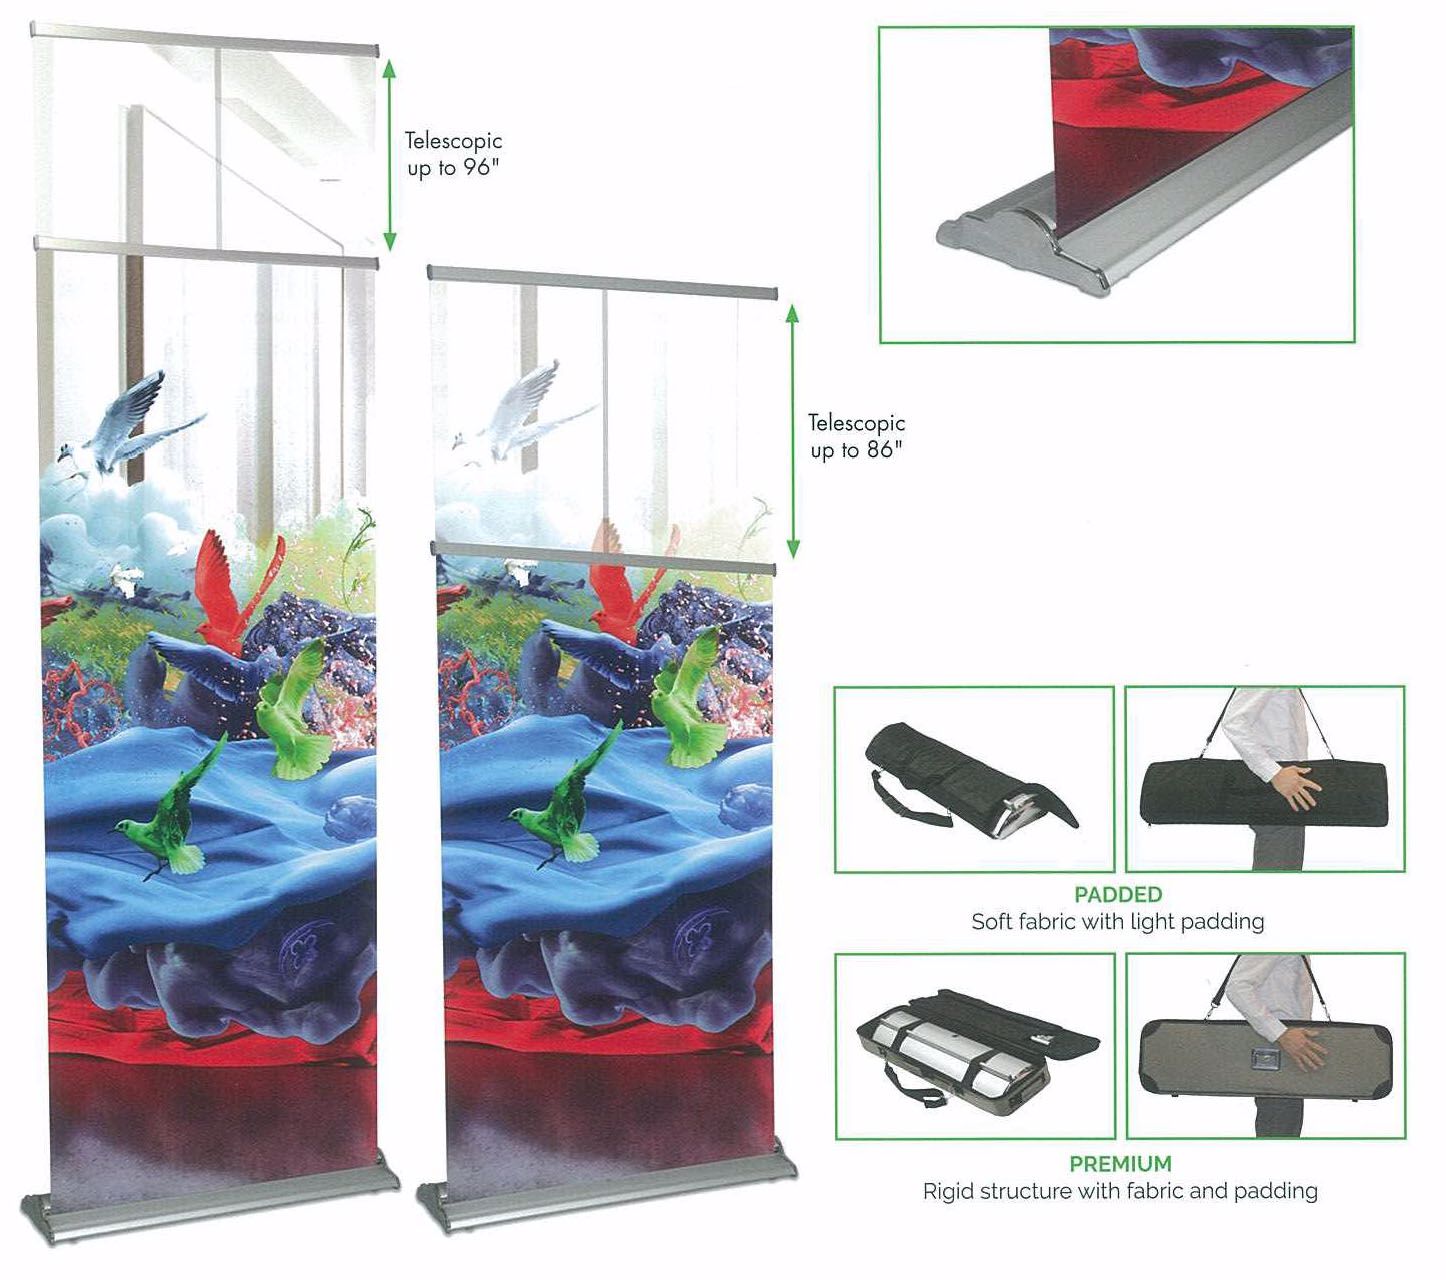 Telescopic
up to 96"
Telescopic
up to 86"
PADDED
Soft fabric with light padding
PREMIUM
Rigid structure with fabric and padding